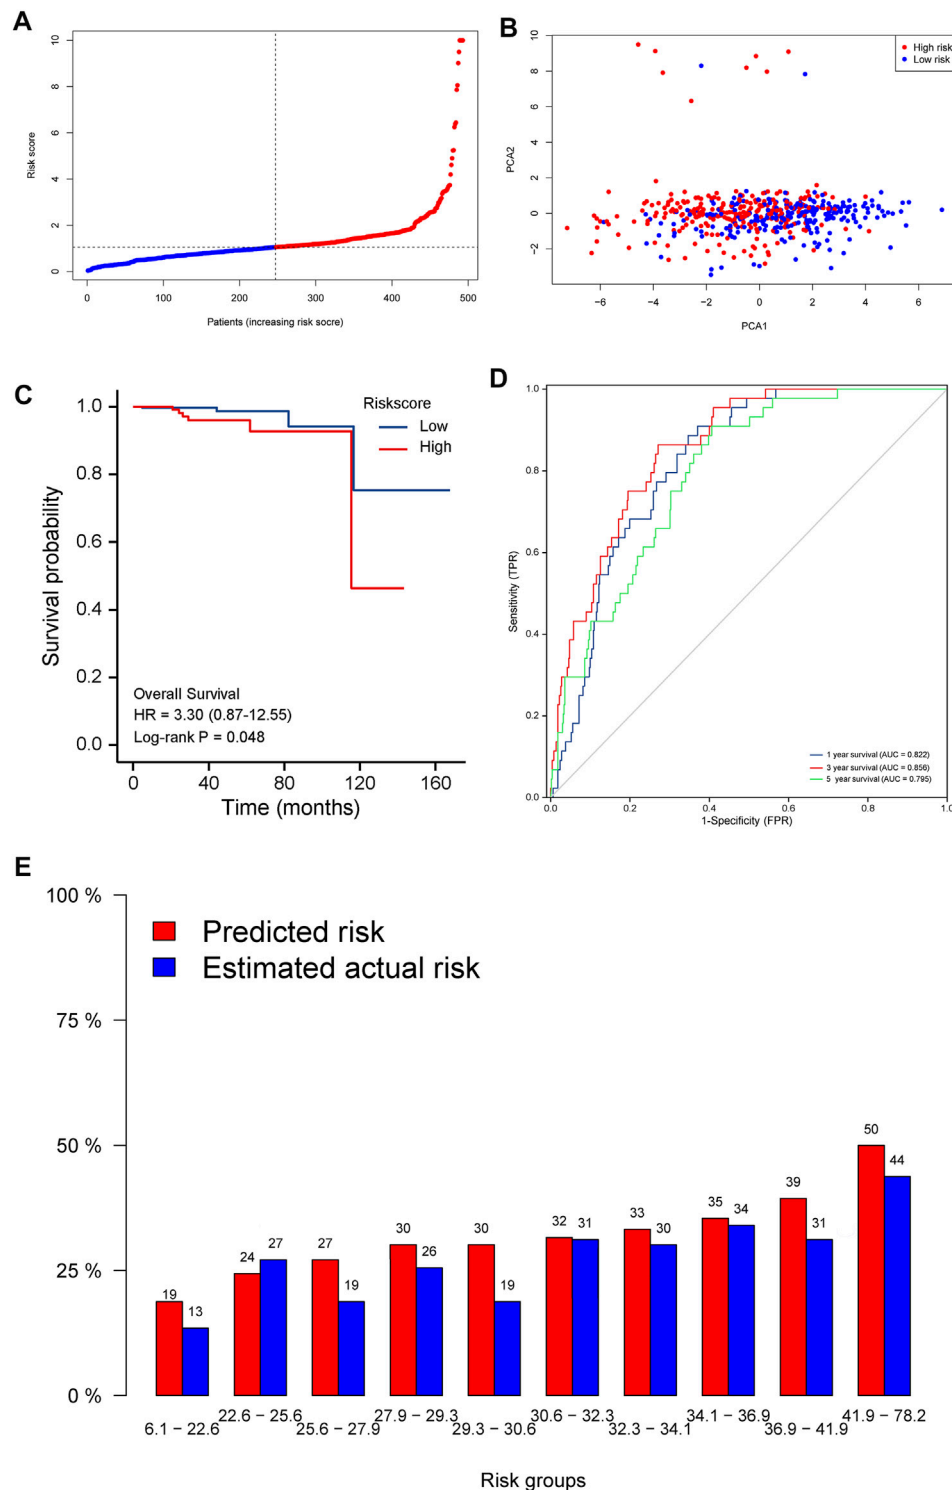 A
10
8
6
4
2
0
Risk score
0 100 200 300 400 500
Patients (increasing risk socre)
B
High risk
Low risk
10
8
6
4
2
0
−2
PCA2
−6 −4 −2 0 2 4 6
PCA1
C
Riskscore
Low
High
1.0
0.8
0.6
0.4
0.2
0.0
Survival probability
Overall Survival
HR = 3.30 (0.87-12.55)
Log-rank P = 0.048
0 40 80 120 160
Time (months)
D
1.0
0.8
0.6
0.4
0.2
0.0
Sensitivity (TPR)
1 year survival (AUC = 0.822)
3 year survival (AUC = 0.856)
5 year survival (AUC = 0.795)
0.0 0.2 0.4 0.6 0.8 1.0
1-Specificity (FPR)
E
100 %
75 %
50 %
25 %
0 %
Predicted risk
Estimated actual risk
19 13 24 27 27 19 30 26 30 19 32 31 33 30 35 34 39 31 50 44
6.1 − 22.6 22.6 − 25.6 25.6 − 27.9 27.9 − 29.3 29.3 − 30.6 30.6 − 32.3 32.3 − 34.1 34.1 − 36.9 36.9 − 41.9 41.9 − 78.2
Risk groups